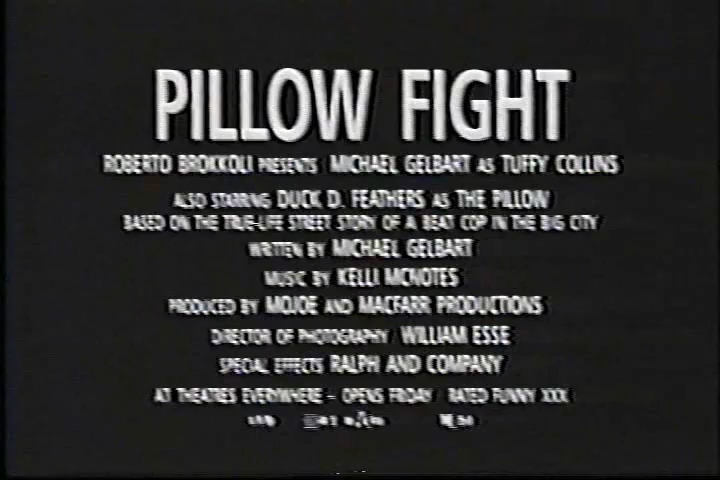 PILLOW FIGHT
ROBERTO BROKKOLI PRESENTS MICHAEL GELBART AS TUFFY COLLINS
ALSO STARRING DUCK D. FEATHERS AS THE PILLOW
BASED ON THE TRUE-LIFE STREET STORY OF A BEAT COP IN THE BIG CITY
WRITTEN BY MICHAEL GELBART
MUSIC BY KELLI MCNOTES
PRODUCED BY MOJOE AND MACFARR PRODUCTIONS
DIRECTOR OF PHOTOGRAPHY WILLIAM ESSE
SPECIAL EFFECTS RALPH AND COMPANY
AT THEATRES EVERYWHERE - OPENS FRIDAY RATED FUNNY XXX